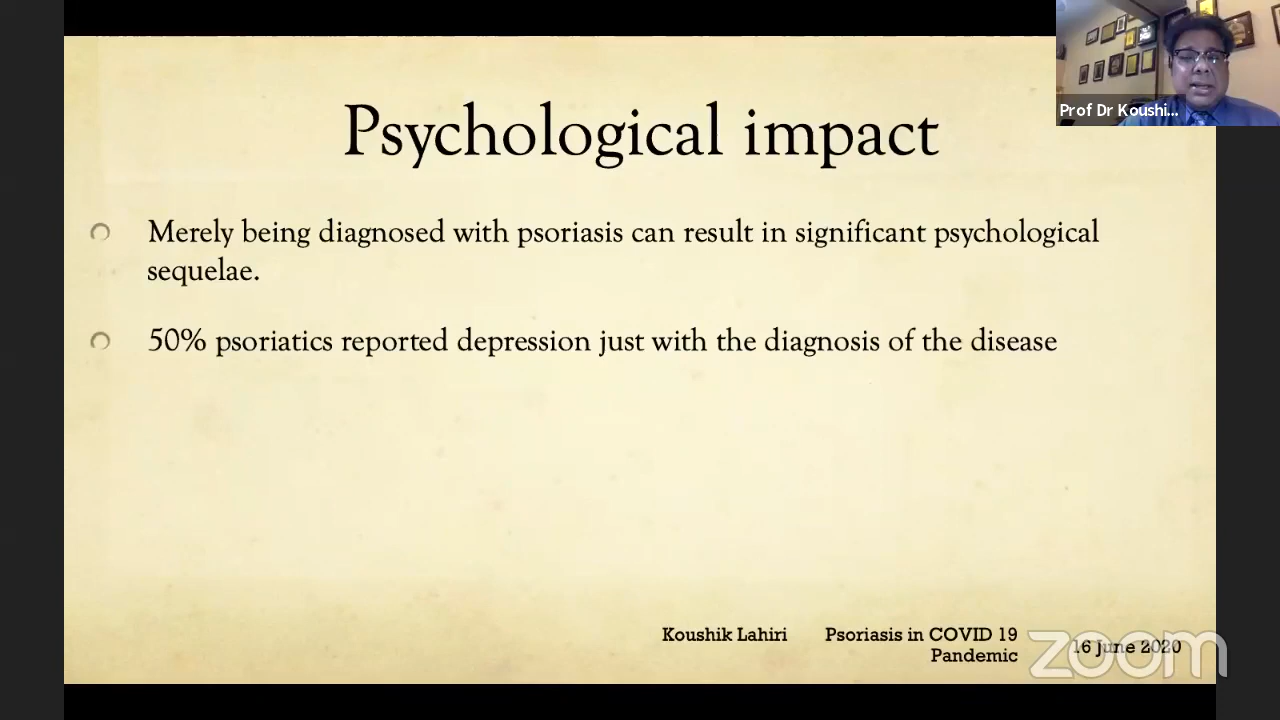 Prof Dr Koushi...
Psychological impact
Merely being diagnosed with psoriasis can result in significant psychological
sequelae.
50% psoriatics reported depression just with the diagnosis of the disease
Koushik Lahiri
Psoriasis in COVID 19
Pandemic
16 June 2020
zoom